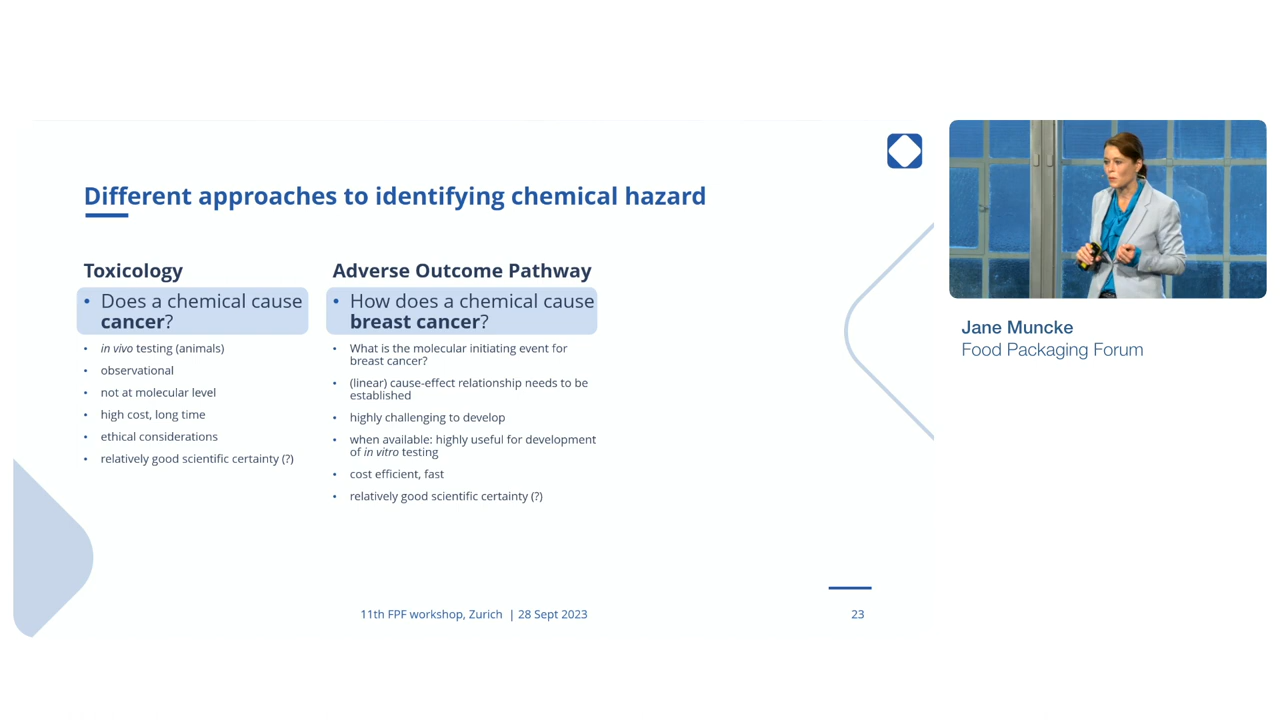 Different approaches to identifying chemical hazard
Toxicology
• Does a chemical cause
cancer?
• in vivo testing (animals)
• observational
• not at molecular level
• high cost, long time
• ethical considerations
• relatively good scientific certainty (?)
Adverse Outcome Pathway
• How does a chemical cause
breast cancer?
• What is the molecular initiating event for
breast cancer?
• (linear) cause-effect relationship needs to be
established
• highly challenging to develop
• when available: highly useful for development
of in vitro testing
• cost efficient, fast
• relatively good scientific certainty (?)
11th FPF workshop, Zurich | 28 Sept 2023
23
Jane Muncke
Food Packaging Forum